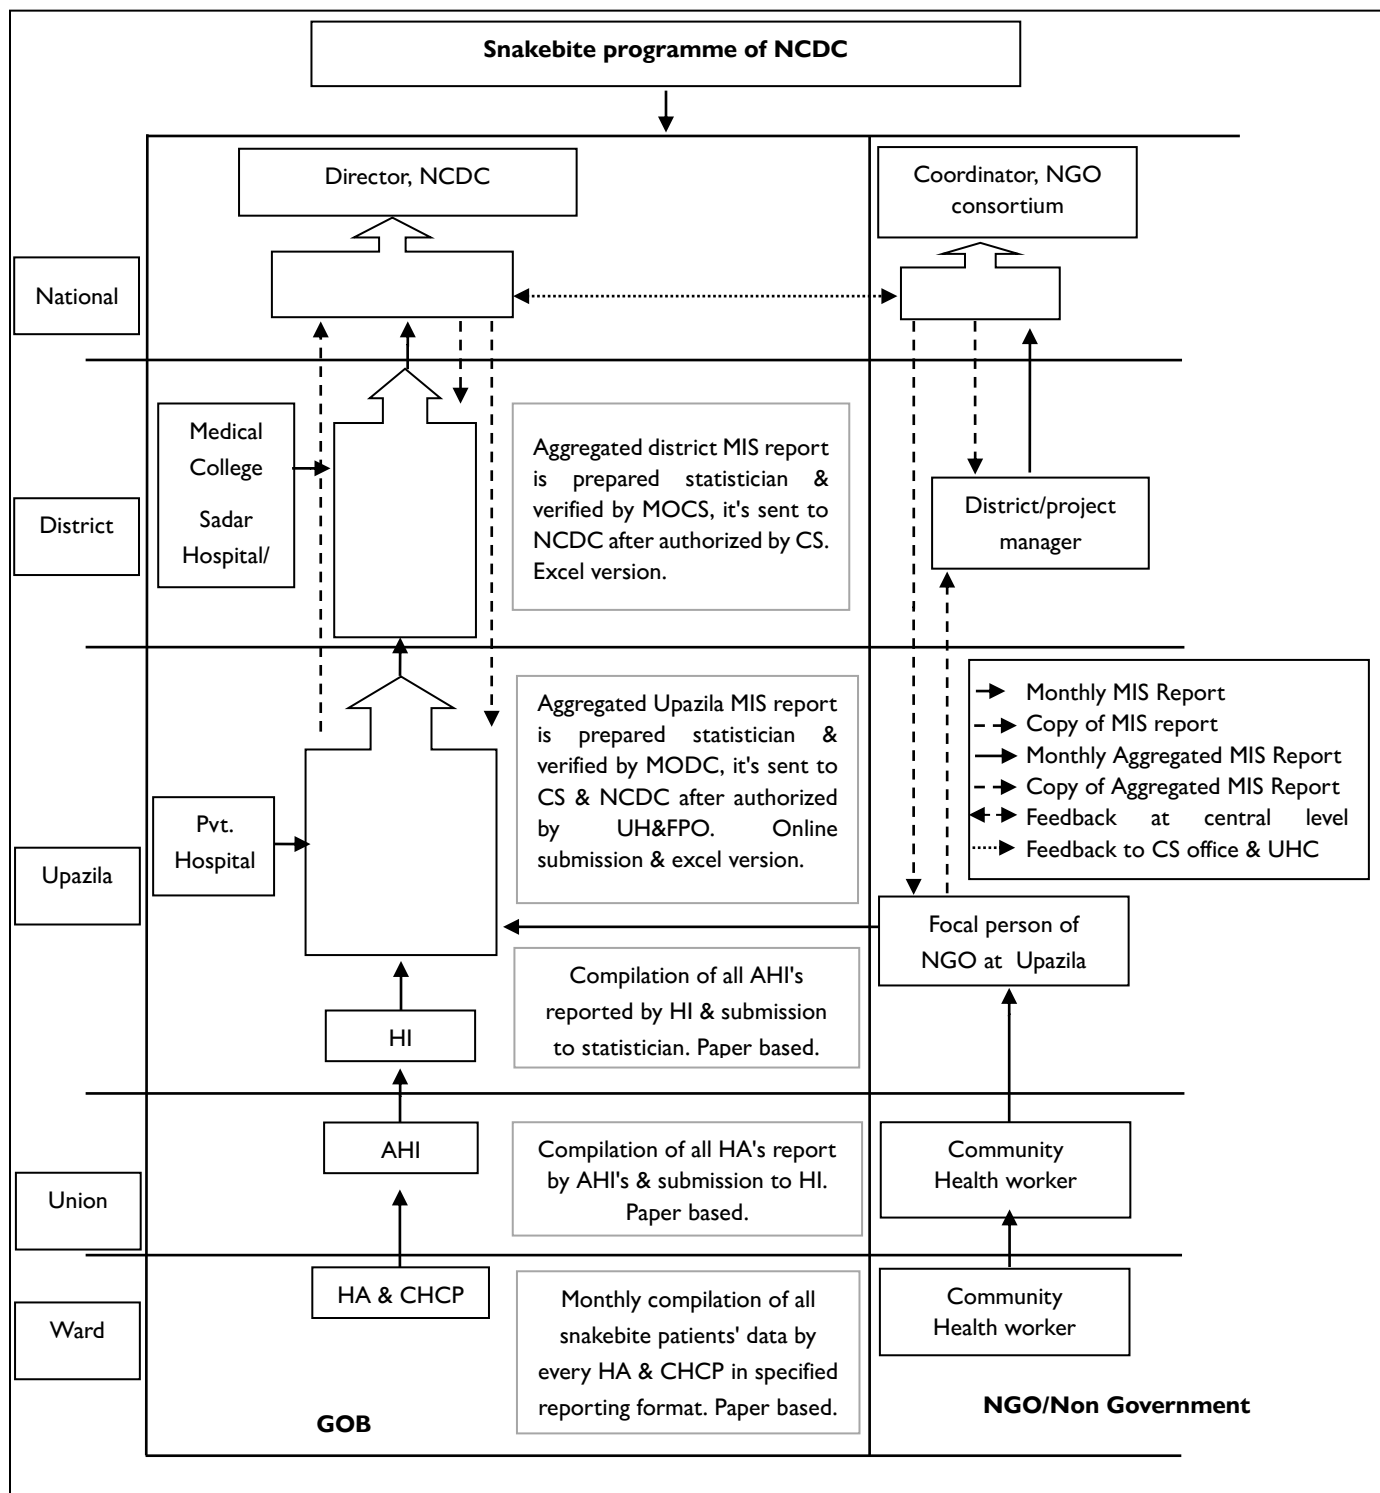 Snakebite programme of NCDC
Director, NCDC
Coordinator, NGO
consortium
National
Medical
College
Sadar
Hospital/
Aggregated district MIS report
is prepared statistician &
verified by MOCS, it's sent to
NCDC after authorized by CS.
Excel version.
District
District/project
manager
Aggregated Upazila MIS report
is prepared statistician &
verified by MODC, it's sent to
CS & NCDC after authorized
by UH&FPO. Online
submission & excel version.
Monthly MIS Report
Copy of MIS report
Monthly Aggregated MIS Report
Copy of Aggregated MIS Report
Feedback at central level
Feedback to CS office & UHC
Pvt.
Hospital
Upazila
Focal person of
NGO at Upazila
Compilation of all AHI's
reported by HI & submission
to statistician. Paper based.
HI
AHI
Compilation of all HA's report
by AHI's & submission to HI.
Paper based.
Community
Health worker
Union
HA & CHCP
Monthly compilation of all
snakebite patients' data by
every HA & CHCP in specified
reporting format. Paper based.
Community
Health worker
Ward
GOB
NGO/Non Government